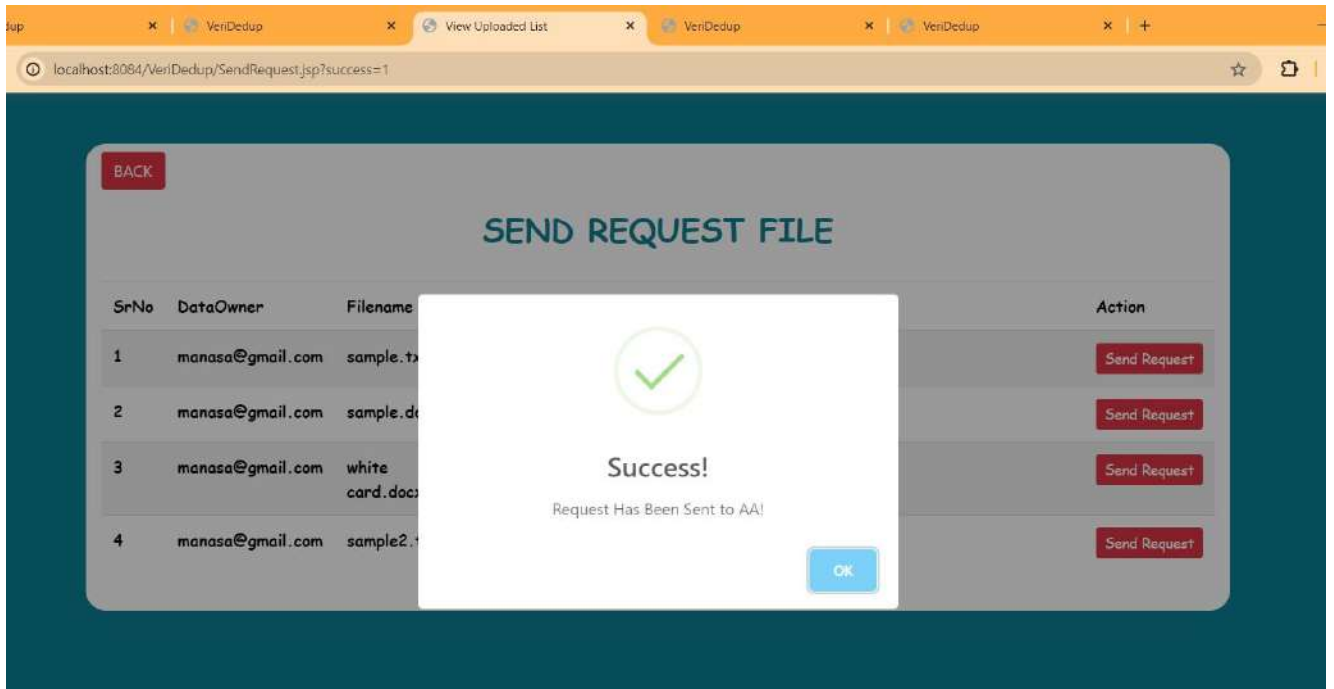 VeriDedup
View Uploaded List
VeriDedup
VeriDedup
localhost:8084/VeriDedup/SendRequest.jsp?success=1
BACK
SEND REQUEST FILE
SrNo DataOwner Filename Action
1 manasa@gmail.com Send Request
2 manasa@gmail.com Send Request
3 manasa@gmail.com white Send Request
4 manasa@gmail.com Send Request
Success!
Request Has Been Sent to AA!
OK